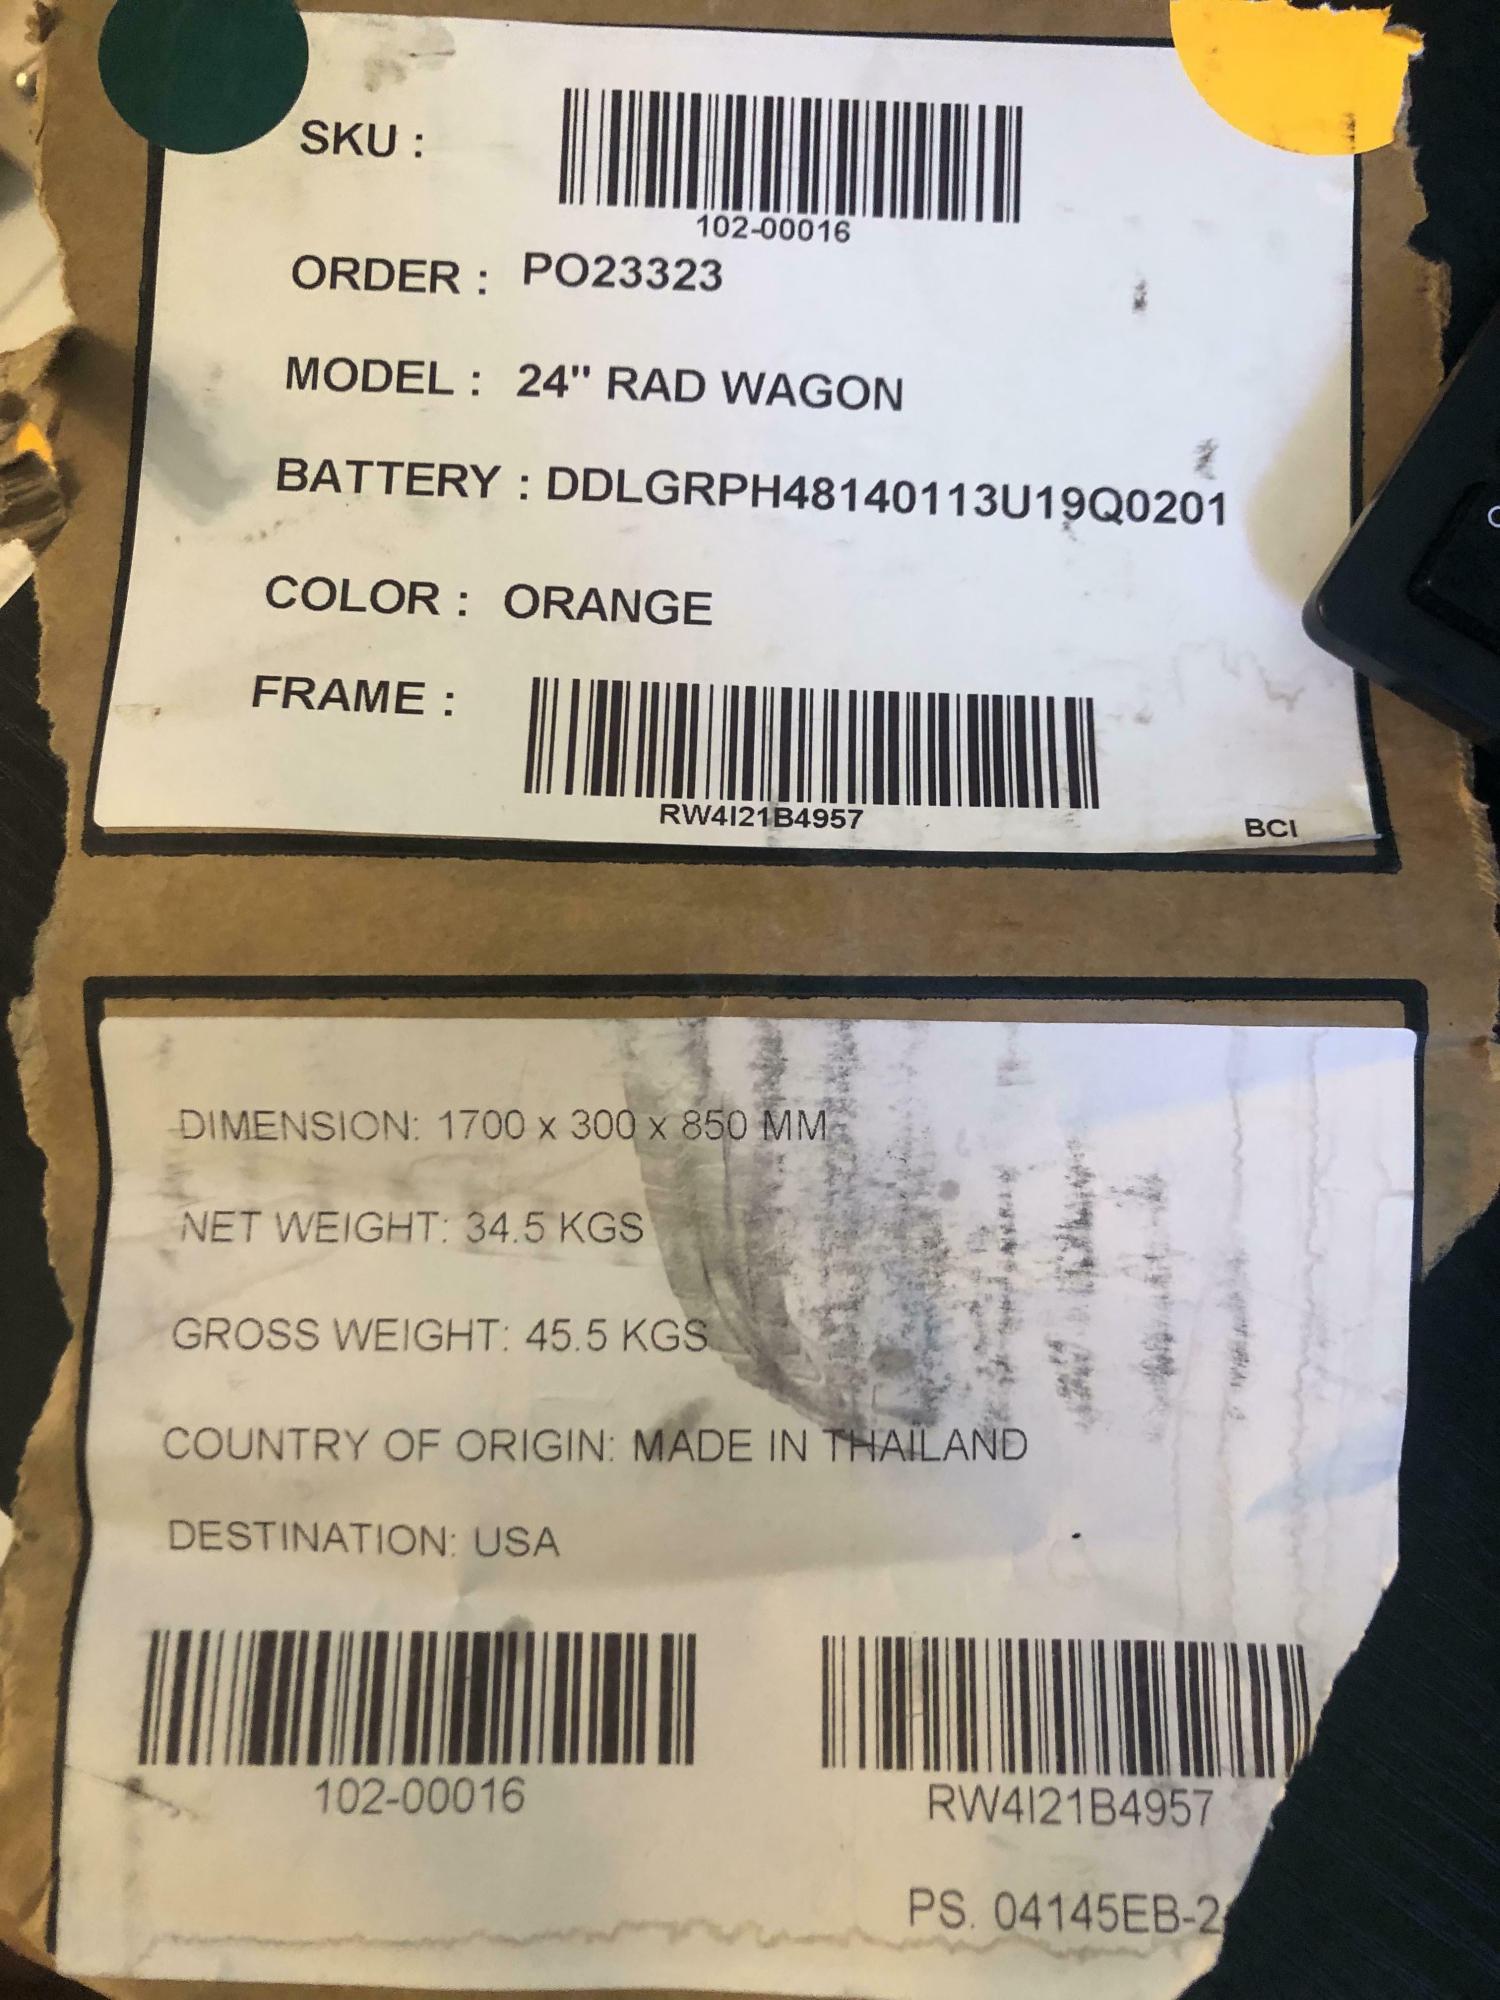 SKU :
102-00016
ORDER : PO23323
MODEL : 24" RAD WAGON
BATTERY : DDLGRPH48140113U19Q0201
COLOR : ORANGE
FRAME :
RW4I21B4957
BCI
DIMENSION: 1700 x 300 x 850 MM
NET WEIGHT: 34.5 KGS
GROSS WEIGHT: 45.5 KGS
COUNTRY OF ORIGIN: MADE IN THAILAND
DESTINATION: USA
102-00016 RW4I21B4957
PS. 04145EB-2